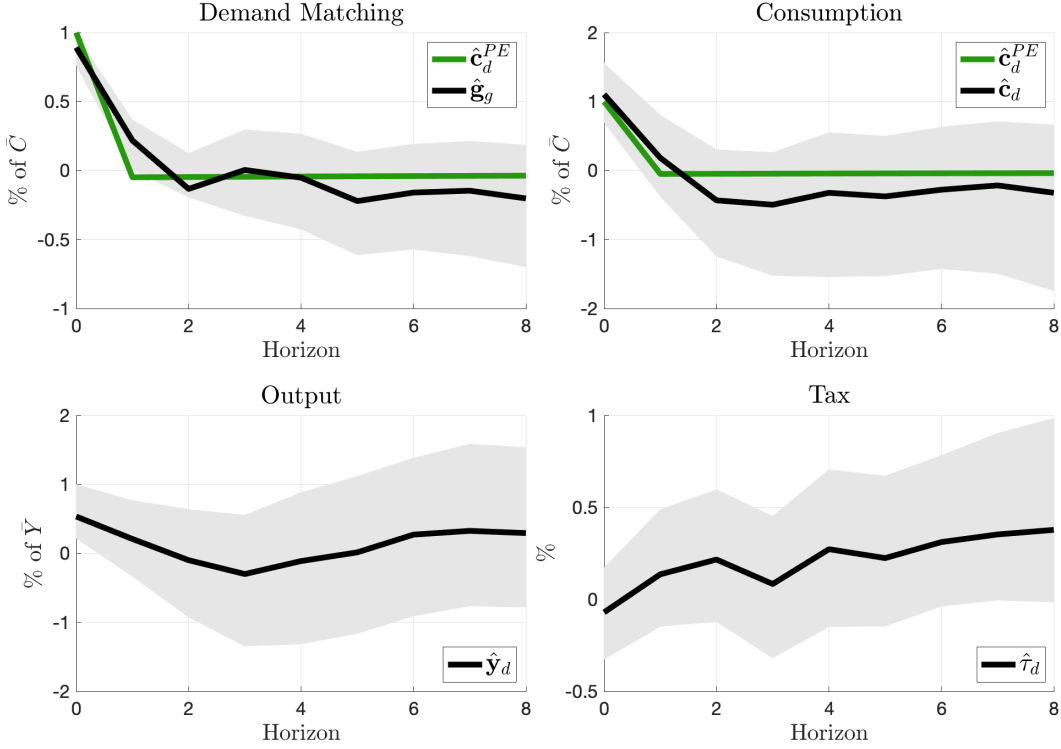 Demand Matching
1
0.5
0
-0.5
-1
% of C̄
ĉ_d^{PE}
ĝ_g
0 2 4 6 8
Horizon
Consumption
2
1
0
-1
-2
% of C̄
ĉ_d^{PE}
ĉ_d
0 2 4 6 8
Horizon
Output
2
1
0
-1
-2
% of Ȳ
ŷ_d
0 2 4 6 8
Horizon
Tax
1
0.5
0
-0.5
%
τ̂_d
0 2 4 6 8
Horizon